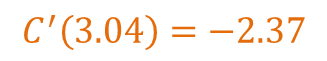 C′(3.04) = −2.37